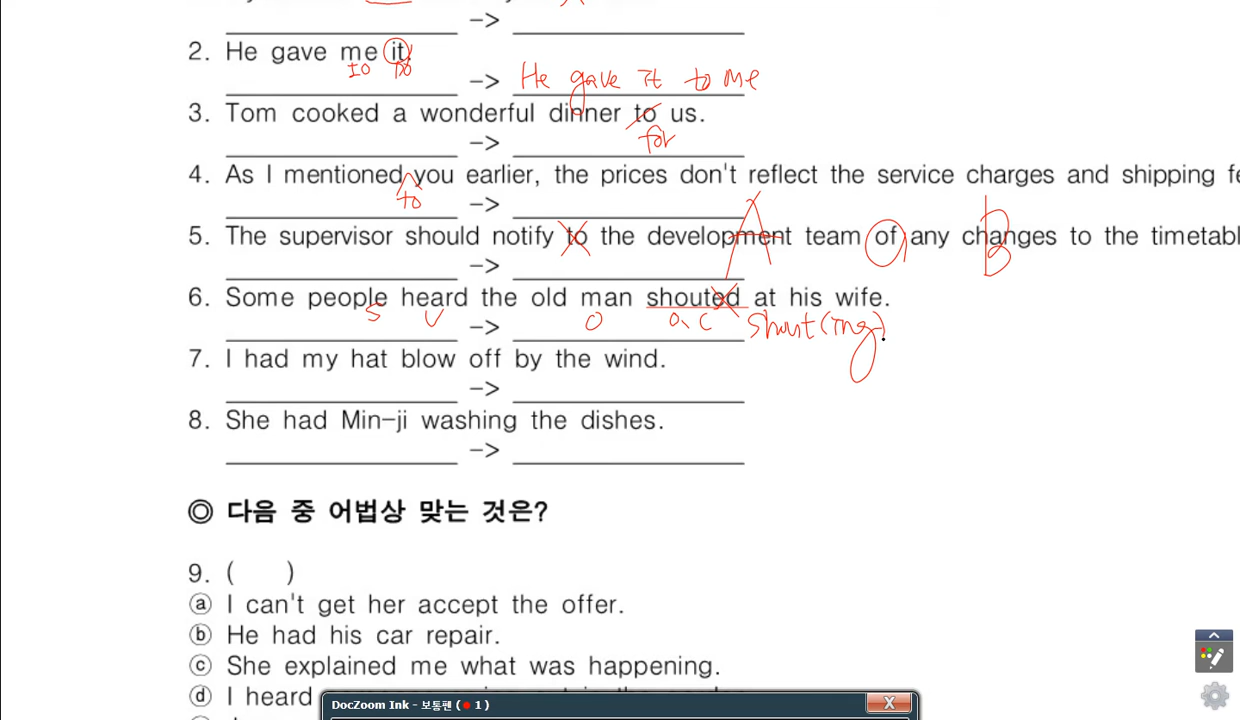 ->
2. He gave me it.
IO DO
-> He gave it to me
3. Tom cooked a wonderful dinner to us.
-> for
4. As I mentioned you earlier, the prices don't reflect the service charges and shipping fe
to ->
A B
5. The supervisor should notify to the development team of any changes to the timetabl
->
6. Some people heard the old man shouted at his wife.
S V O O.C shout(ing)
->
7. I had my hat blow off by the wind.
->
8. She had Min-ji washing the dishes.
->
◎ 다음 중 어법상 맞는 것은?
9. ( )
ⓐ I can't get her accept the offer.
ⓑ He had his car repair.
ⓒ She explained me what was happening.
ⓓ I heard
DocZoom Ink - 보통펜 ( 1 ) X